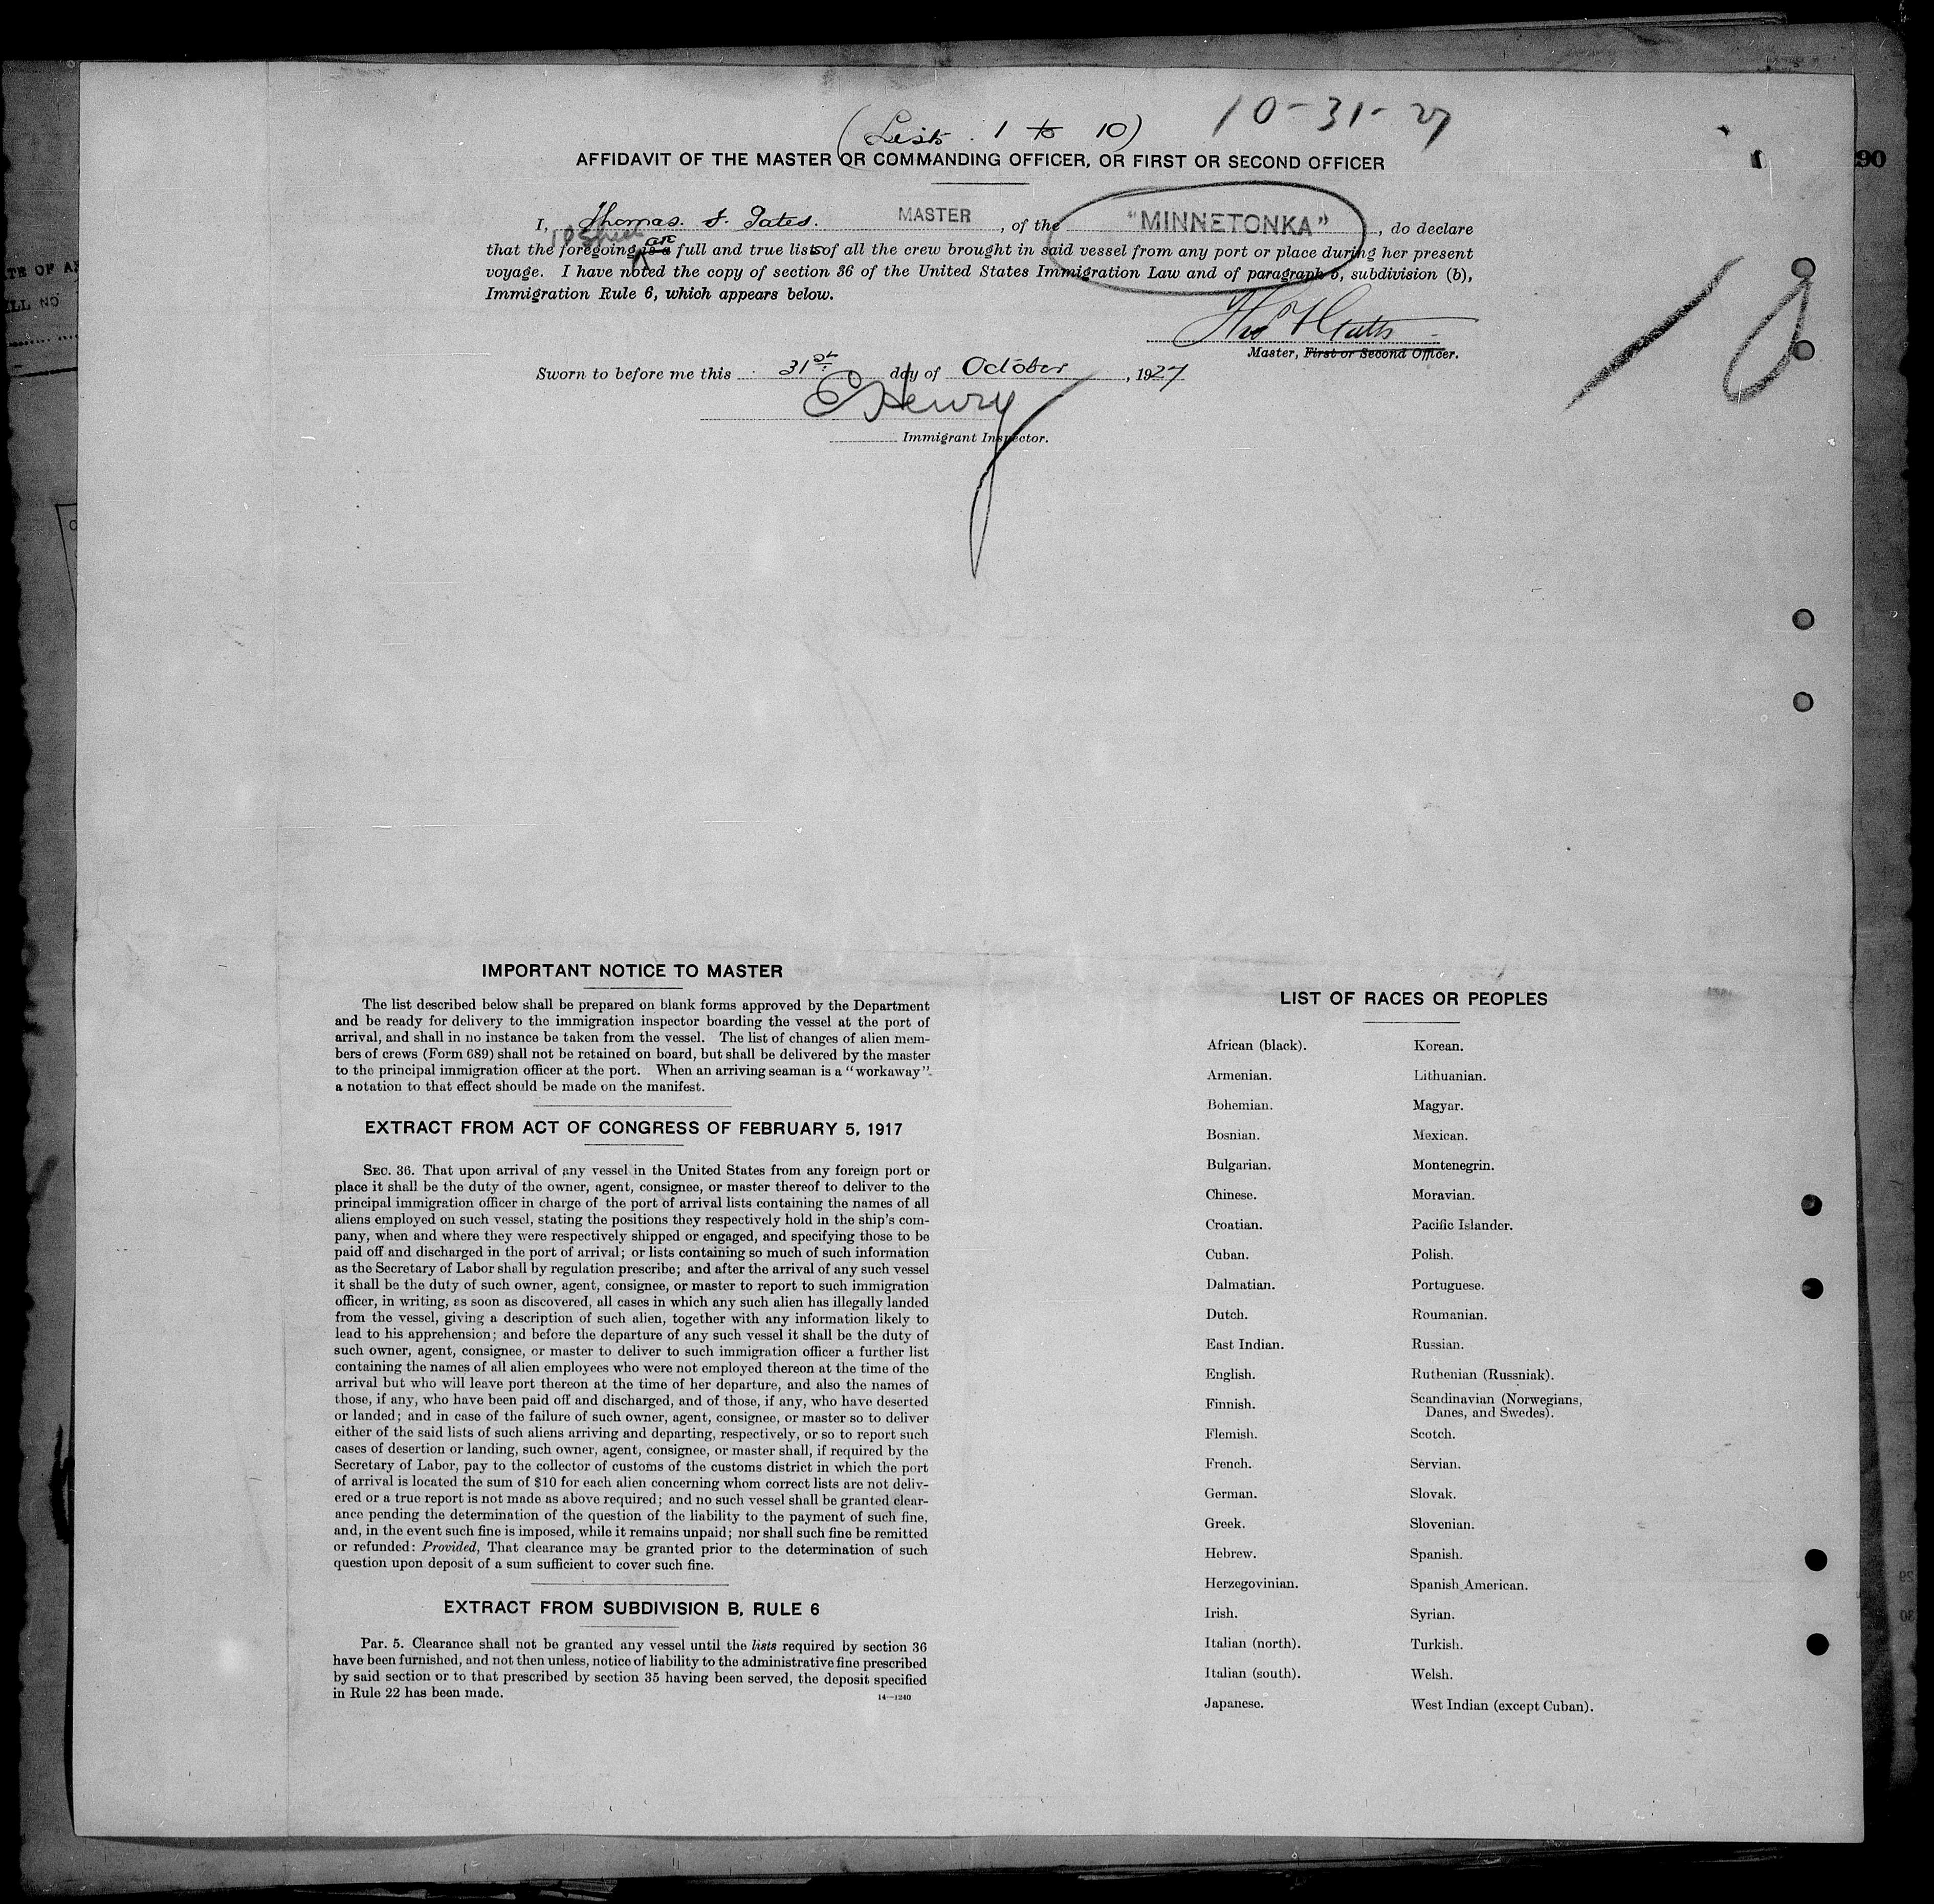 (Lists 1 to 10)
10-31-27
AFFIDAVIT OF THE MASTER OR COMMANDING OFFICER, OR FIRST OR SECOND OFFICER
90
I, Thomas. F. Gates. MASTER, of the "MINNETONKA", do declare
10 sheets are
that the foregoing is a full and true lists of all the crew brought in said vessel from any port or place during her present
voyage. I have noted the copy of section 36 of the United States Immigration Law and of paragraph 5, subdivision (b),
Immigration Rule 6, which appears below.
Thos F Gates
10
Master, First or Second Officer.
Sworn to before me this 31st day of October, 1927
Henry
Immigrant Inspector.
IMPORTANT NOTICE TO MASTER
The list described below shall be prepared on blank forms approved by the Department
and be ready for delivery to the immigration inspector boarding the vessel at the port of
arrival, and shall in no instance be taken from the vessel. The list of changes of alien mem-
bers of crews (Form 689) shall not be retained on board, but shall be delivered by the master
to the principal immigration officer at the port. When an arriving seaman is a "workaway"
a notation to that effect should be made on the manifest.
EXTRACT FROM ACT OF CONGRESS OF FEBRUARY 5, 1917
SEC. 36. That upon arrival of any vessel in the United States from any foreign port or
place it shall be the duty of the owner, agent, consignee, or master thereof to deliver to the
principal immigration officer in charge of the port of arrival lists containing the names of all
aliens employed on such vessel, stating the positions they respectively hold in the ship's com-
pany, when and where they were respectively shipped or engaged, and specifying those to be
paid off and discharged in the port of arrival; or lists containing so much of such information
as the Secretary of Labor shall by regulation prescribe; and after the arrival of any such vessel
it shall be the duty of such owner, agent, consignee, or master to report to such immigration
officer, in writing, as soon as discovered, all cases in which any such alien has illegally landed
from the vessel, giving a description of such alien, together with any information likely to
lead to his apprehension; and before the departure of any such vessel it shall be the duty of
such owner, agent, consignee, or master to deliver to such immigration officer a further list
containing the names of all alien employees who were not employed thereon at the time of the
arrival but who will leave port thereon at the time of her departure, and also the names of
those, if any, who have been paid off and discharged, and of those, if any, who have deserted
or landed; and in case of the failure of such owner, agent, consignee, or master so to deliver
either of the said lists of such aliens arriving and departing, respectively, or so to report such
cases of desertion or landing, such owner, agent, consignee, or master shall, if required by the
Secretary of Labor, pay to the collector of customs of the customs district in which the port
of arrival is located the sum of $10 for each alien concerning whom correct lists are not deliv-
ered or a true report is not made as above required; and no such vessel shall be granted clear-
ance pending the determination of the question of the liability to the payment of such fine,
and, in the event such fine is imposed, while it remains unpaid; nor shall such fine be remitted
or refunded: Provided, That clearance may be granted prior to the determination of such
question upon deposit of a sum sufficient to cover such fine.
EXTRACT FROM SUBDIVISION B, RULE 6
Par. 5. Clearance shall not be granted any vessel until the lists required by section 36
have been furnished, and not then unless, notice of liability to the administrative fine prescribed
by said section or to that prescribed by section 35 having been served, the deposit specified
in Rule 22 has been made.
14-1240
LIST OF RACES OR PEOPLES
African (black).
Armenian.
Bohemian.
Bosnian.
Bulgarian.
Chinese.
Croatian.
Cuban.
Dalmatian.
Dutch.
East Indian.
English.
Finnish.
Flemish.
French.
German.
Greek.
Hebrew.
Herzegovinian.
Irish.
Italian (north).
Italian (south).
Japanese.
Korean.
Lithuanian.
Magyar.
Mexican.
Montenegrin.
Moravian.
Pacific Islander.
Polish.
Portuguese.
Roumanian.
Russian.
Ruthenian (Russniak).
Scandinavian (Norwegians,
Danes, and Swedes).
Scotch.
Servian.
Slovak.
Slovenian.
Spanish.
Spanish American.
Syrian.
Turkish.
Welsh.
West Indian (except Cuban).